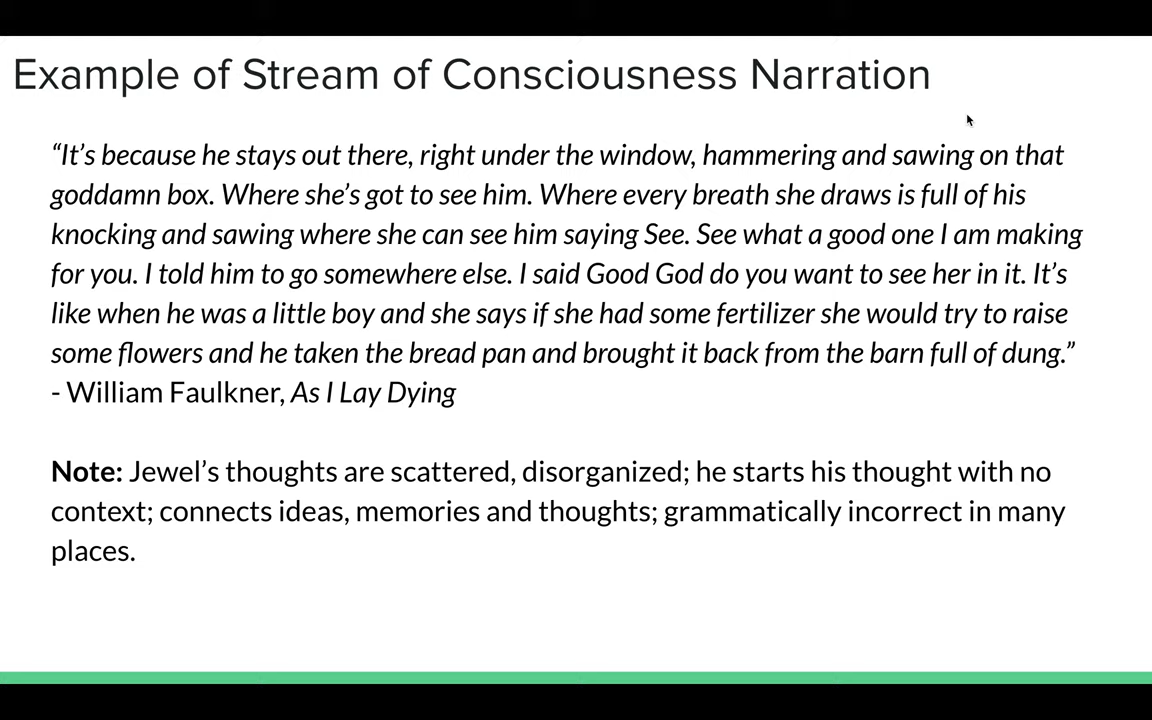 Example of Stream of Consciousness Narration
“It’s because he stays out there, right under the window, hammering and sawing on that
goddamn box. Where she’s got to see him. Where every breath she draws is full of his
knocking and sawing where she can see him saying See. See what a good one I am making
for you. I told him to go somewhere else. I said Good God do you want to see her in it. It’s
like when he was a little boy and she says if she had some fertilizer she would try to raise
some flowers and he taken the bread pan and brought it back from the barn full of dung.”
- William Faulkner, As I Lay Dying
Note: Jewel’s thoughts are scattered, disorganized; he starts his thought with no
context; connects ideas, memories and thoughts; grammatically incorrect in many
places.